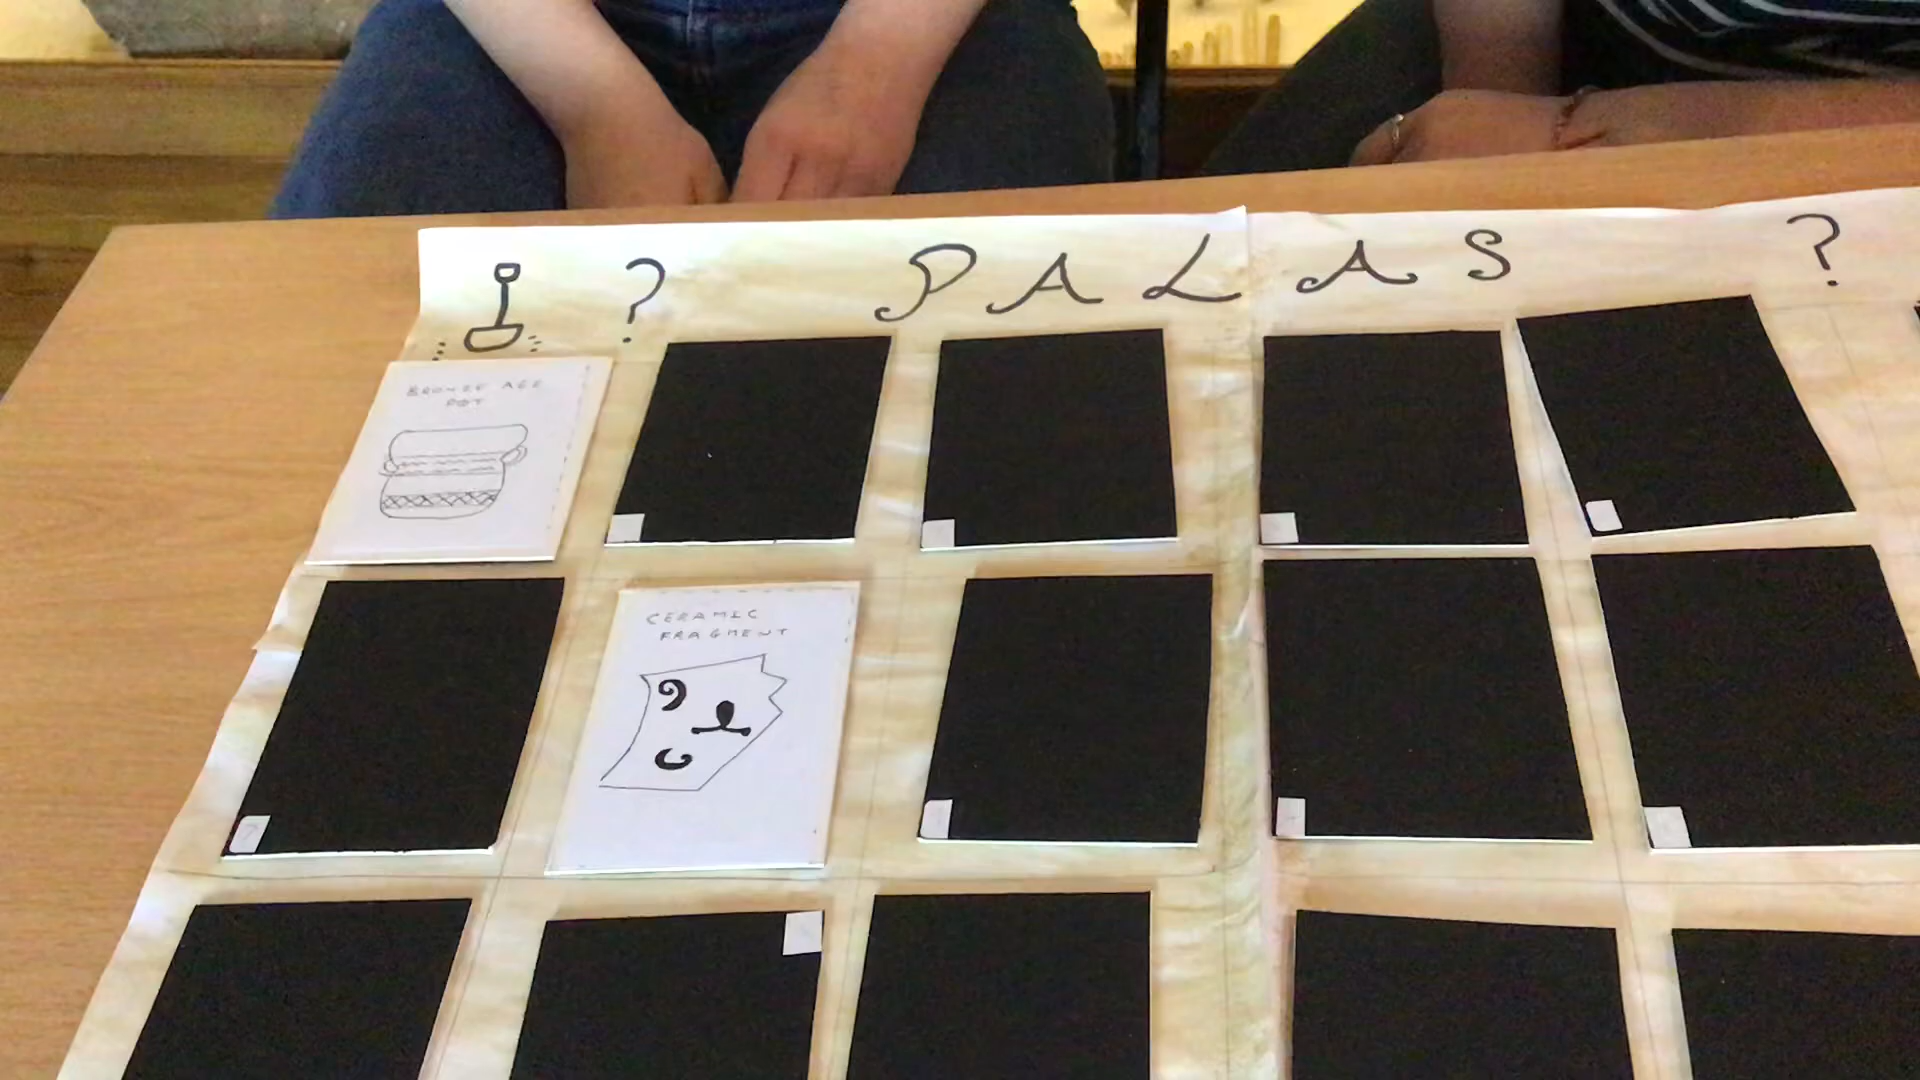 ? PALAS ?
BRONZE AGE
POT
CERAMIC
FRAGMENT